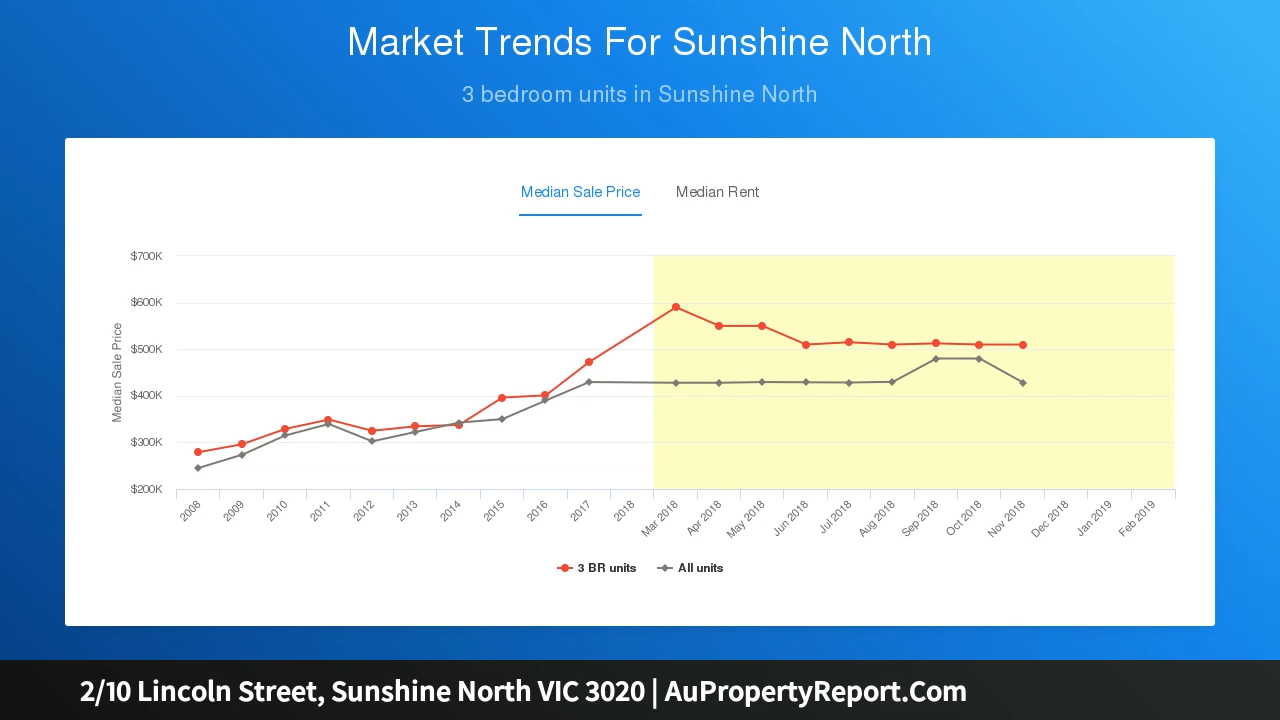 Market Trends For Sunshine North
3 bedroom units in Sunshine North
Median Sale Price
Median Rent
$700K
$600K
$500K
$400K
$300K
$200K
Median Sale Price
2008
2009
2010
2011
2012
2013
2014
2015
2016
2017
2018
Mar 2018
Apr 2018
May 2018
Jun 2018
Jul 2018
Aug 2018
Sep 2018
Oct 2018
Nov 2018
Dec 2018
Jan 2019
Feb 2019
3 BR units
All units
2/10 Lincoln Street, Sunshine North VIC 3020 | AuPropertyReport.Com